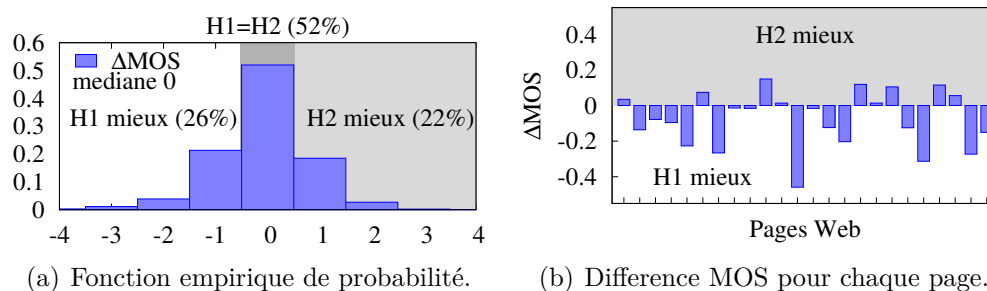 H1=H2 (52%)
0.6
0.5
0.4
0.3
0.2
0.1
0
ΔMOS
mediane 0
H1 mieux (26%)
H2 mieux (22%)
-4 -3 -2 -1 0 1 2 3 4
(a) Fonction empirique de probabilité.
ΔMOS
0.4
0.2
0
-0.2
-0.4
H2 mieux
H1 mieux
Pages Web
(b) Difference MOS pour chaque page.